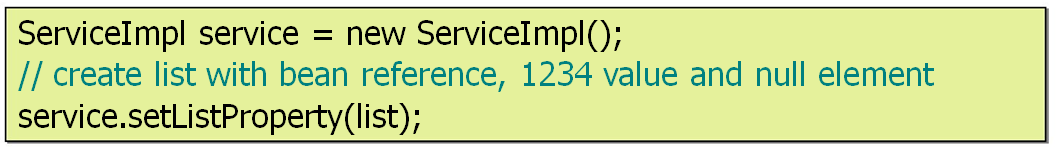 ServiceImpl service = new ServiceImpl();
// create list with bean reference, 1234 value and null element
service.setListProperty(list);